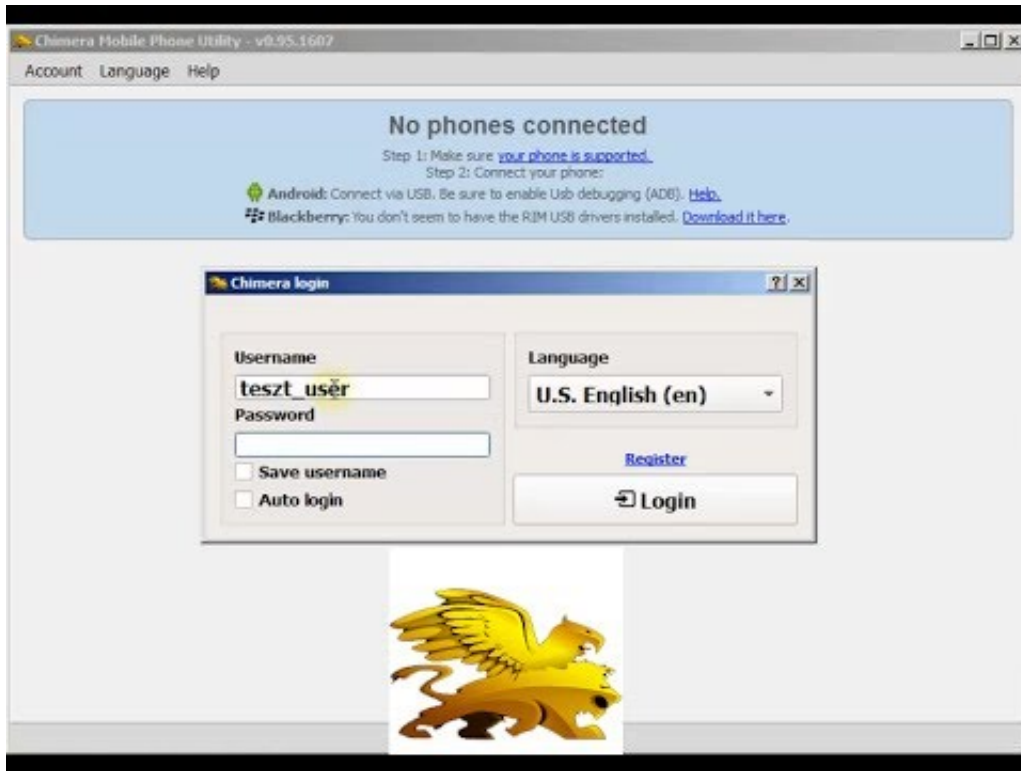 Chimera Mobile Phone Utility - v0.95.1607
Account Language Help
No phones connected
Step 1: Make sure your phone is supported.
Step 2: Connect your phone:
Android: Connect via USB. Be sure to enable Usb debugging (ADB). Help.
Blackberry: You don't seem to have the RIM USB drivers installed. Download it here.
Chimera login
Username
teszt_user
Password
Save username
Auto login
Language
U.S. English (en)
Register
Login